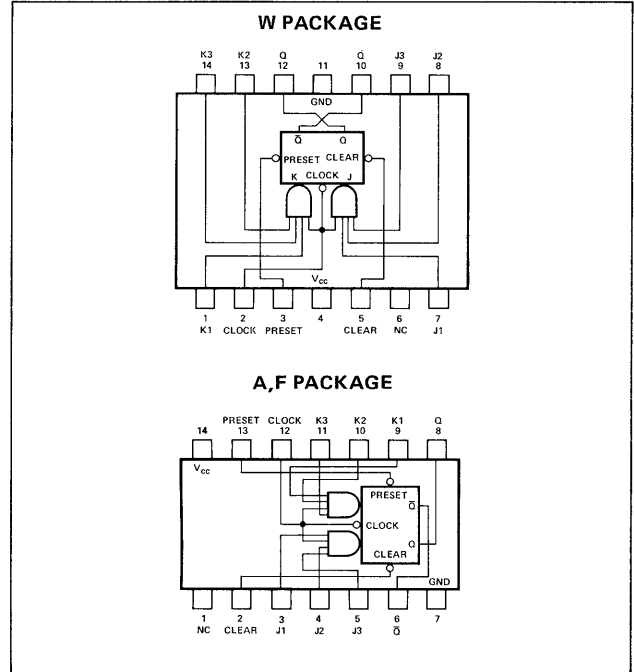 W PACKAGE
K3 K2 Q Q J3 J2
14 13 12 11 10 9 8
GND
Q̅ Q
PRESET CLEAR
K CLOCK J
Vcc
1 2 3 4 5 6 7
K1 CLOCK PRESET CLEAR NC J1
A,F PACKAGE
PRESET CLOCK K3 K2 K1 Q
14 13 12 11 10 9 8
Vcc
PRESET
Q̅
CLOCK
Q
CLEAR
GND
1 2 3 4 5 6 7
NC CLEAR J1 J2 J3 Q̅